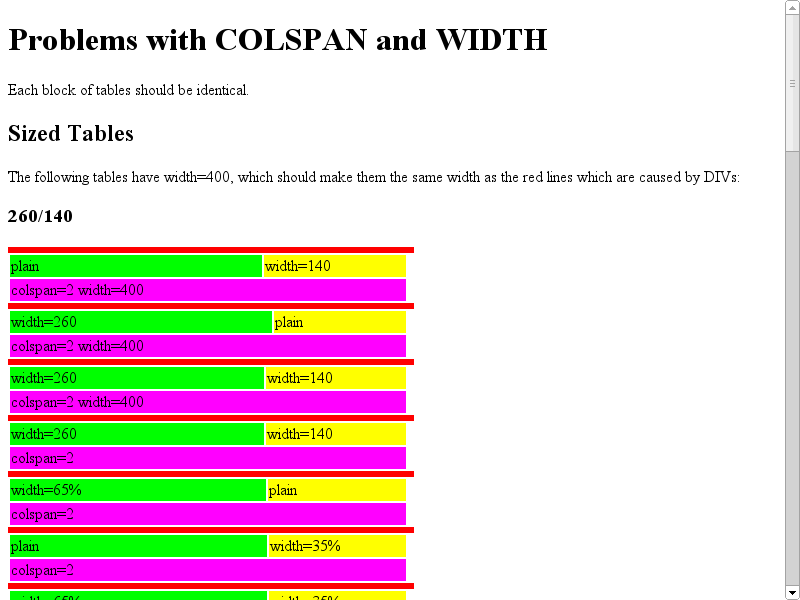 Problems with COLSPAN and WIDTH
Each block of tables should be identical.
Sized Tables
The following tables have width=400, which should make them the same width as the red lines which are caused by DIVs:
260/140
plain width=140
colspan=2 width=400
width=260 plain
colspan=2 width=400
width=260 width=140
colspan=2 width=400
width=260 width=140
colspan=2
width=65% plain
colspan=2
plain width=35%
colspan=2
width=65% width=35%